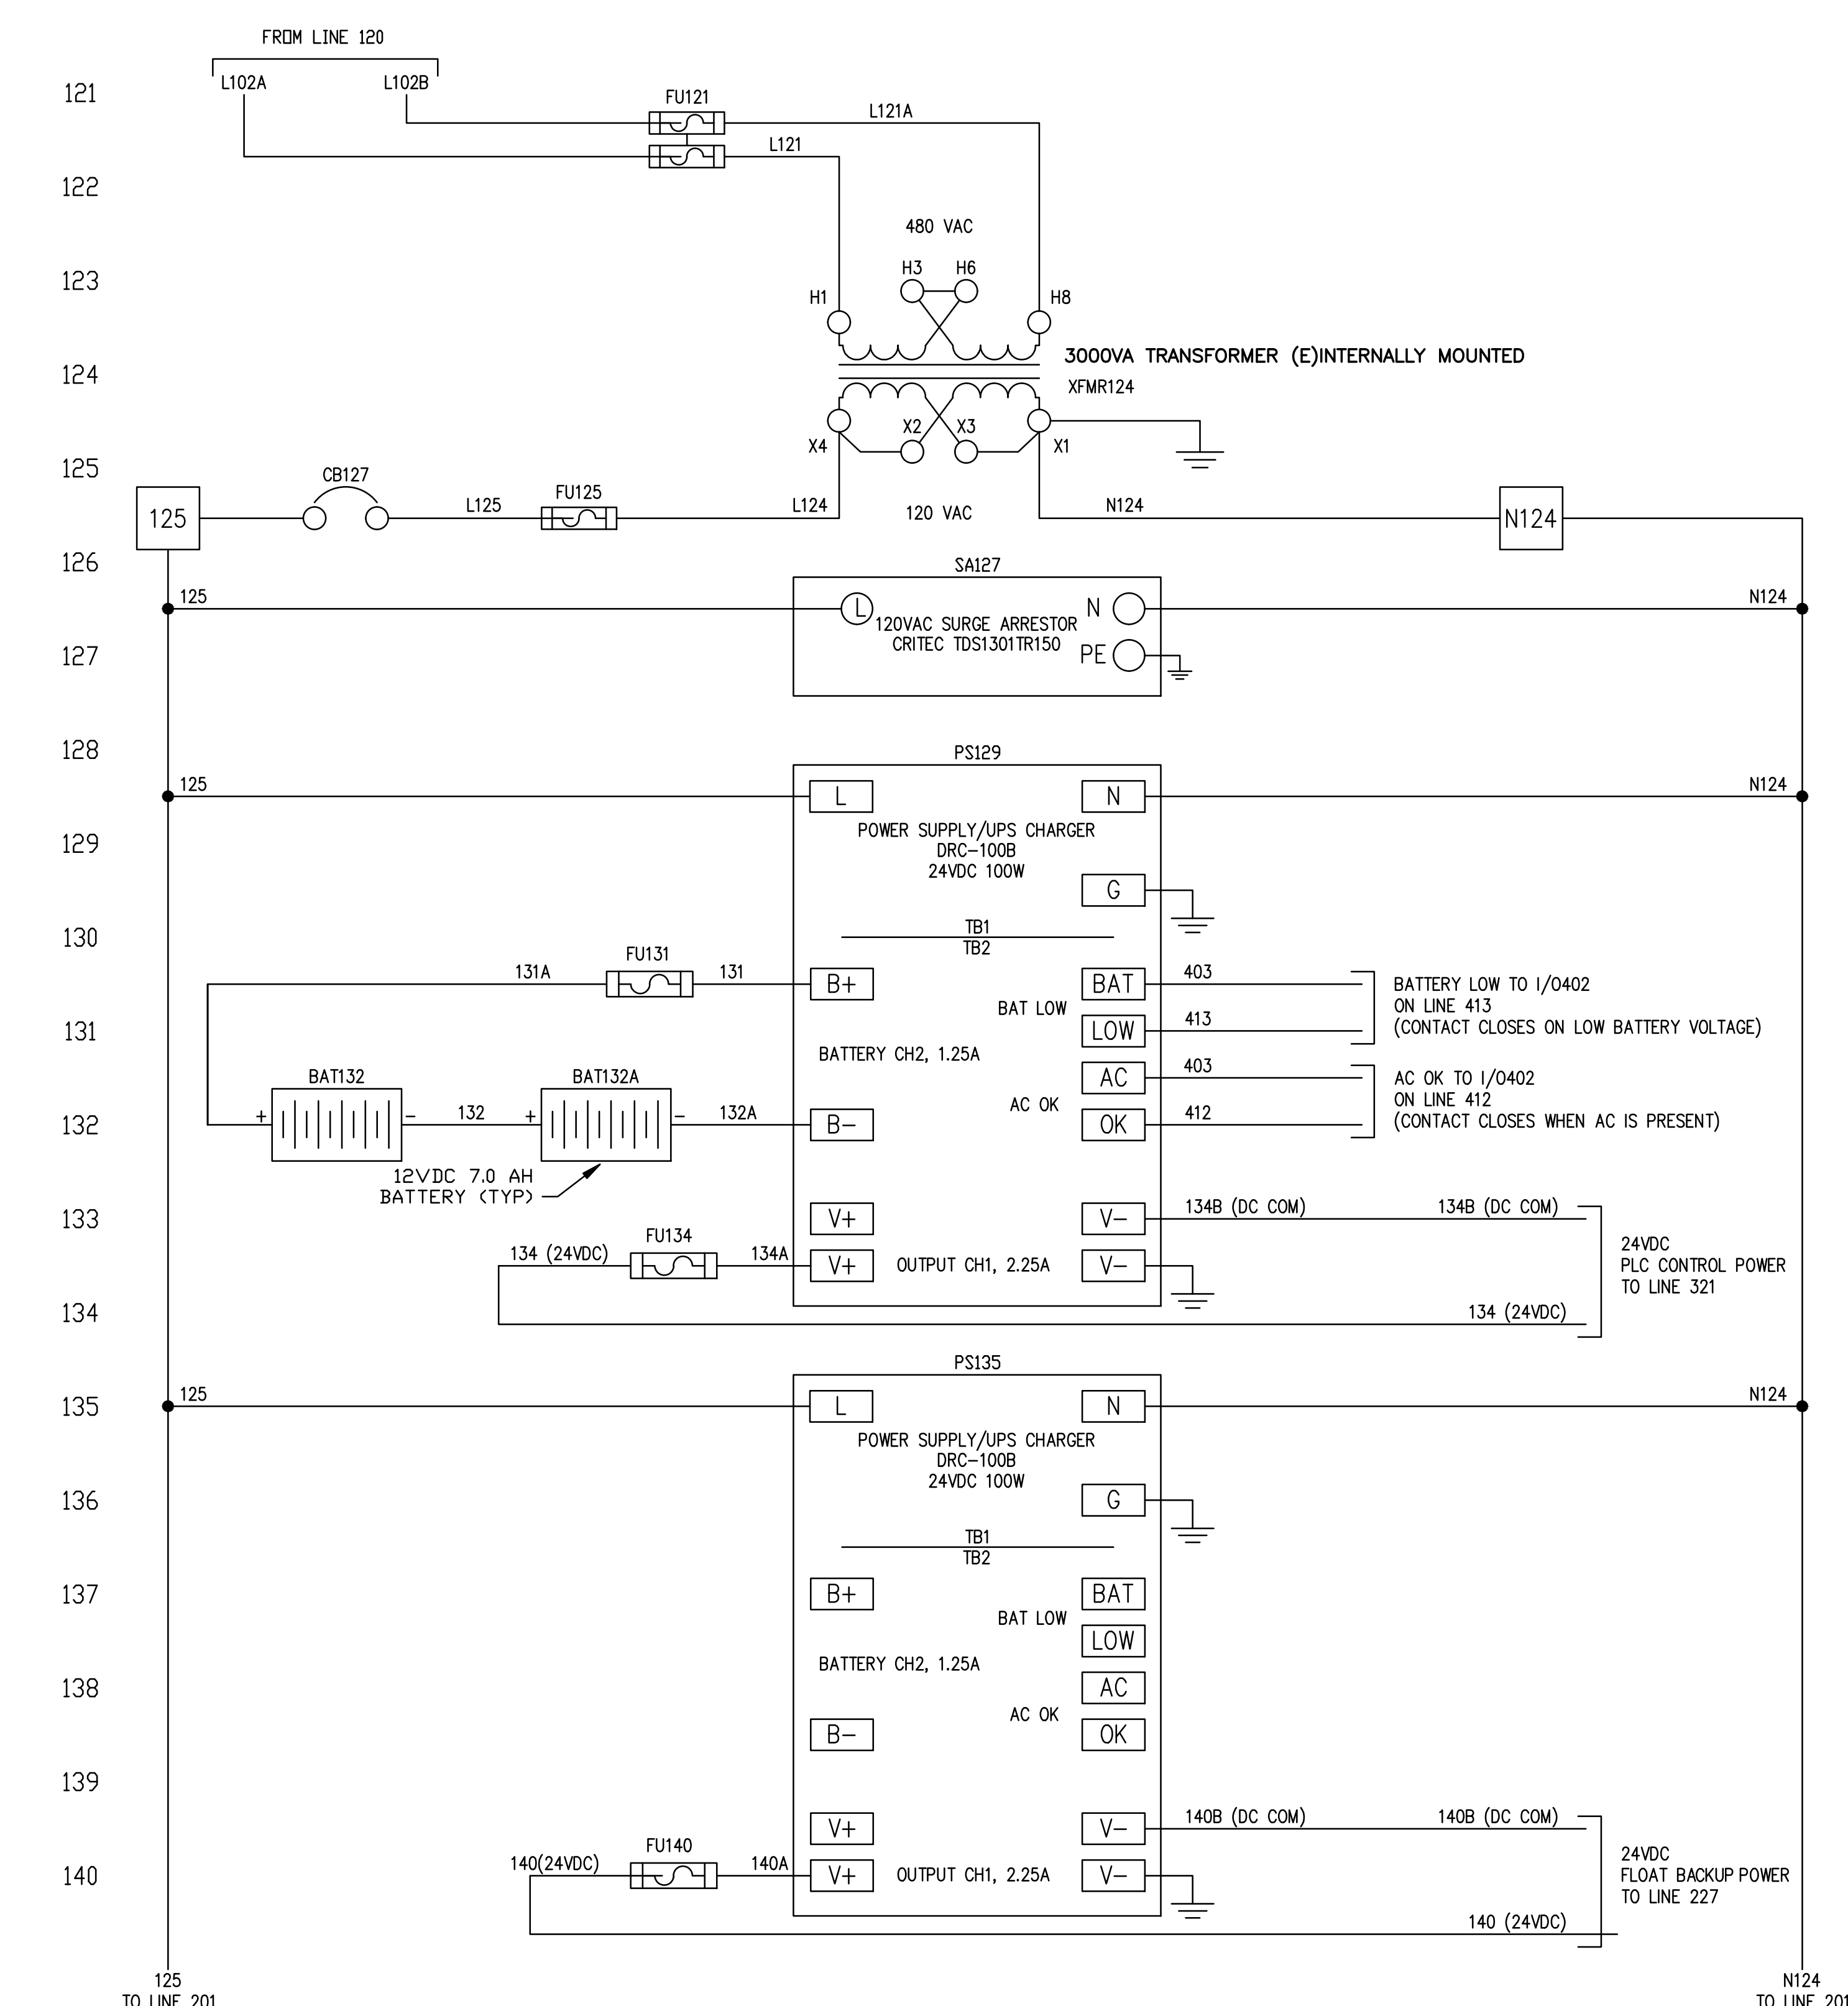 FROM LINE 120
121
L102A
L102B
FU121
L121A
L121
122
480 VAC
123
H3
H6
H1
H8
124
3000VA TRANSFORMER (E)INTERNALLY MOUNTED
XFMR124
X2
X3
X4
X1
125
CB127
FU125
125
L125
L124
120 VAC
N124
N124
126
SA127
125
L
N
N124
120VAC SURGE ARRESTOR
CRITEC TDS1301TR150
127
PE
128
PS129
125
L
N
N124
129
POWER SUPPLY/UPS CHARGER
DRC-100B
24VDC 100W
G
130
TB1
TB2
131A
FU131
131
B+
BAT
403
BATTERY LOW TO I/O402
ON LINE 413
(CONTACT CLOSES ON LOW BATTERY VOLTAGE)
BAT LOW
131
LOW
413
BATTERY CH2, 1.25A
BAT132
BAT132A
AC
403
AC OK TO I/O402
ON LINE 412
(CONTACT CLOSES WHEN AC IS PRESENT)
AC OK
132
+
-
132
+
-
132A
B-
OK
412
12VDC 7.0 AH
BATTERY (TYP)
133
V+
V-
134B (DC COM)
134B (DC COM)
134 (24VDC)
FU134
134A
V+
OUTPUT CH1, 2.25A
V-
24VDC
PLC CONTROL POWER
TO LINE 321
134
134 (24VDC)
PS135
135
125
L
N
N124
POWER SUPPLY/UPS CHARGER
DRC-100B
24VDC 100W
136
G
TB1
TB2
137
B+
BAT
BAT LOW
LOW
BATTERY CH2, 1.25A
138
AC
AC OK
B-
OK
139
V+
V-
140B (DC COM)
140B (DC COM)
140(24VDC)
FU140
140A
140
V+
OUTPUT CH1, 2.25A
V-
24VDC
FLOAT BACKUP POWER
TO LINE 227
140 (24VDC)
125
TO LINE 201
N124
TO LINE 201